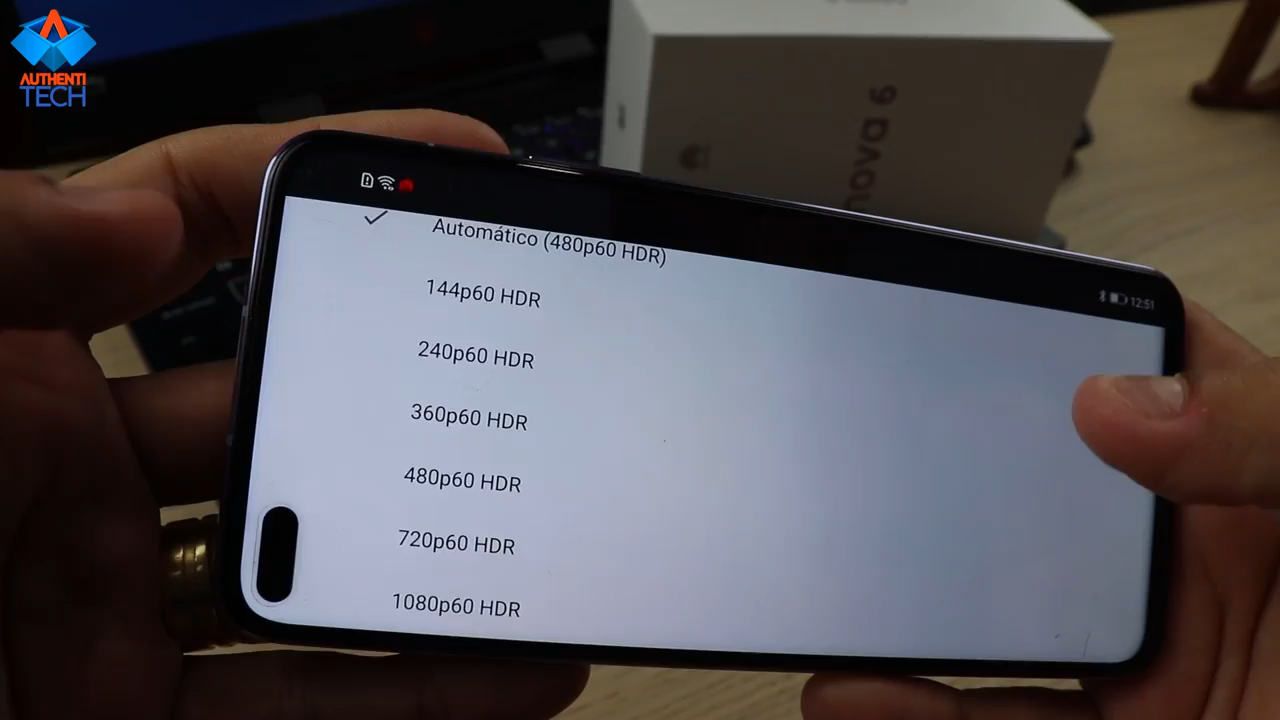 AUTHENTI
TECH
nova 6
12:51
Automático (480p60 HDR)
144p60 HDR
240p60 HDR
360p60 HDR
480p60 HDR
720p60 HDR
1080p60 HDR